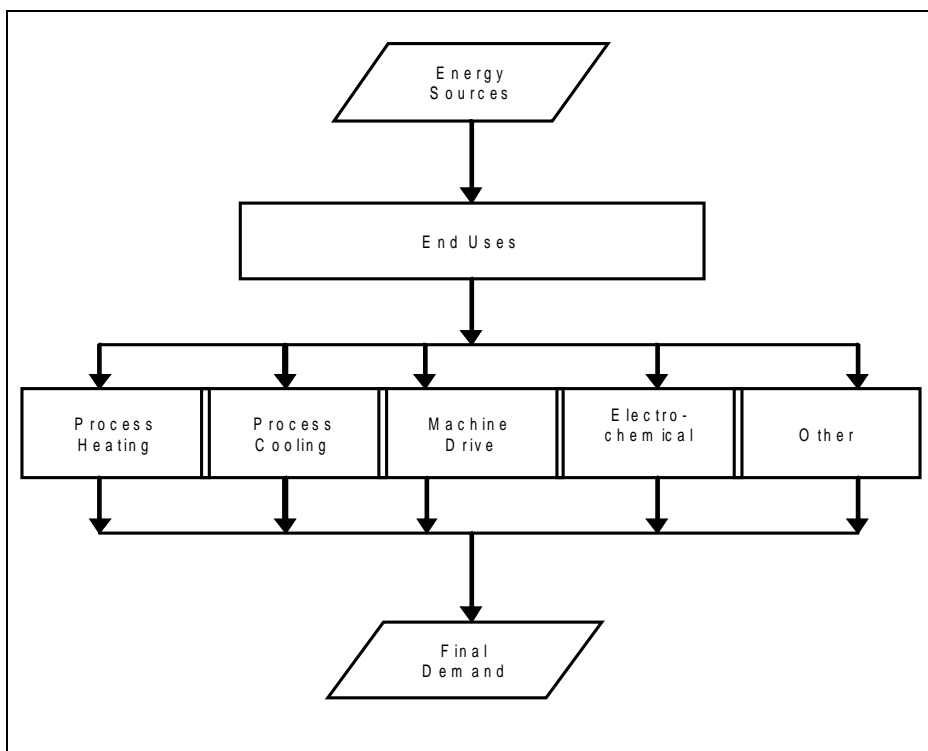 Energy
Sources
End Uses
Process
Heating
Process
Cooling
Machine
Drive
Electro-
chemical
Other
Final
Demand